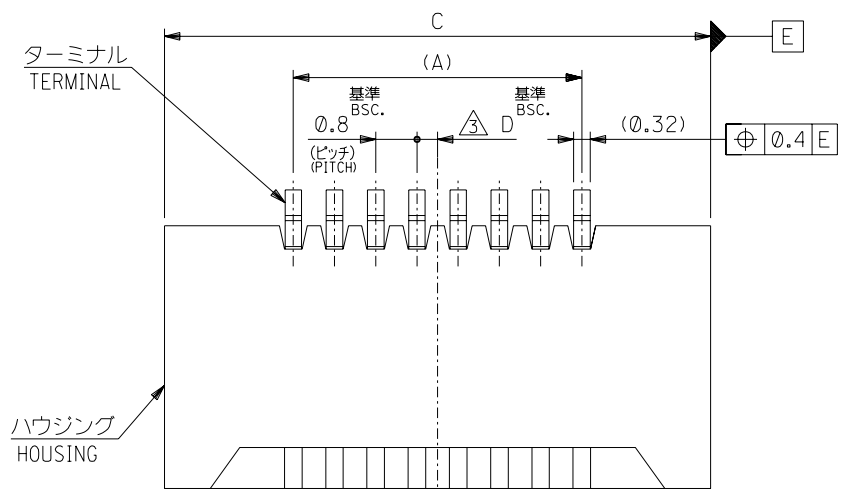 C
E
ターミナル
TERMINAL
(A)
基準
BSC.
基準
BSC.
0.8
(ピッチ)
(PITCH)
3 D
(0.32)
⌖ 0.4 E
ハウジング
HOUSING